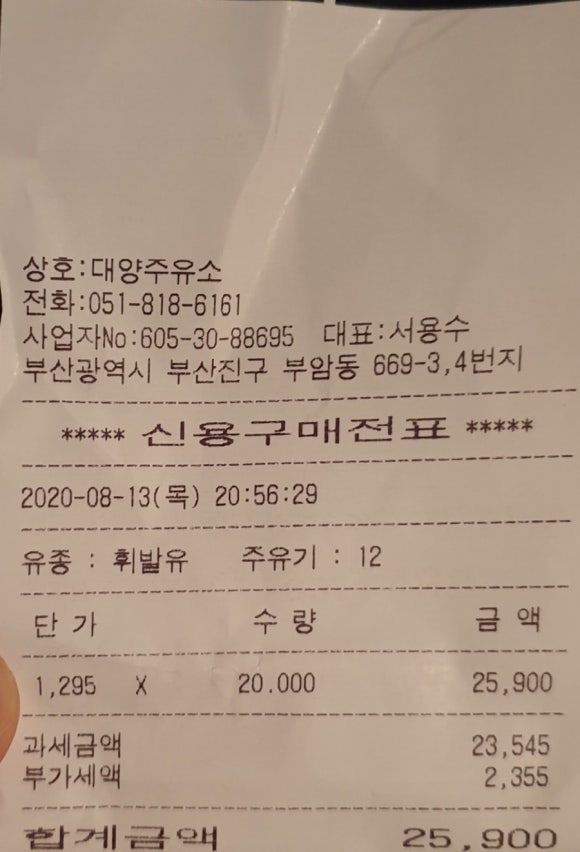 상호:대양주유소
전화:051-818-6161
사업자No:605-30-88695 대표:서용수
부산광역시 부산진구 부암동 669-3,4번지
***** 신용구매전표 *****
2020-08-13(목) 20:56:29
유종 : 휘발유 주유기 : 12
단 가 수 량 금 액
1,295 X 20.000 25,900
과세금액 23,545
부가세액 2,355
합계금액 25,900